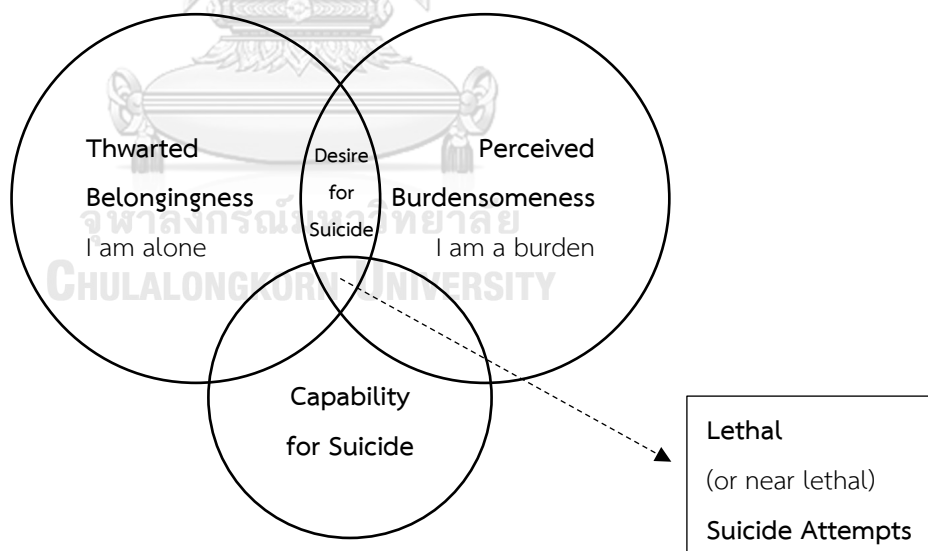 Thwarted
Belongingness
I am alone
Desire
for
Suicide
Perceived
Burdensomeness
I am a burden
จุฬาลงกรณ์มหาวิทยาลัย
CHULALONGKORN UNIVERSITY
Capability
for Suicide
Lethal
(or near lethal)
Suicide Attempts